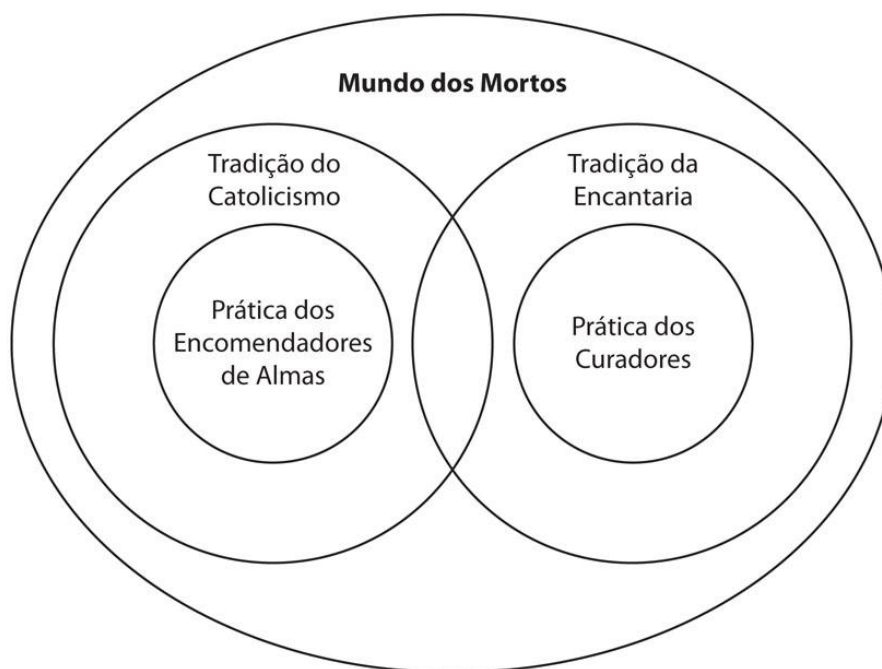 Mundo dos Mortos
Tradição do
Catolicismo
Tradição da
Encantaria
Prática dos
Encomendadores
de Almas
Prática dos
Curadores